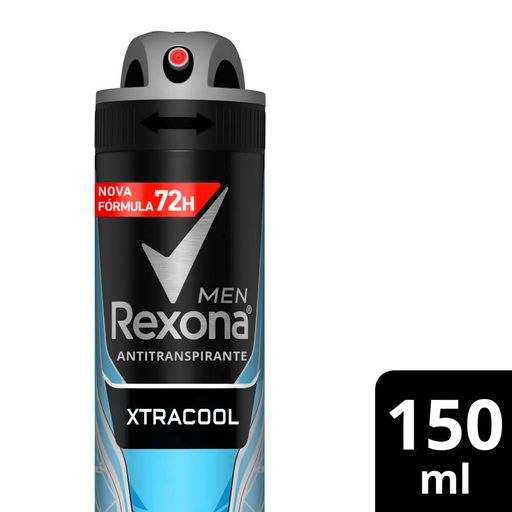 NOVA
FÓRMULA 72H
MEN
Rexona®
ANTITRANSPIRANTE
XTRACOOL
150
ml